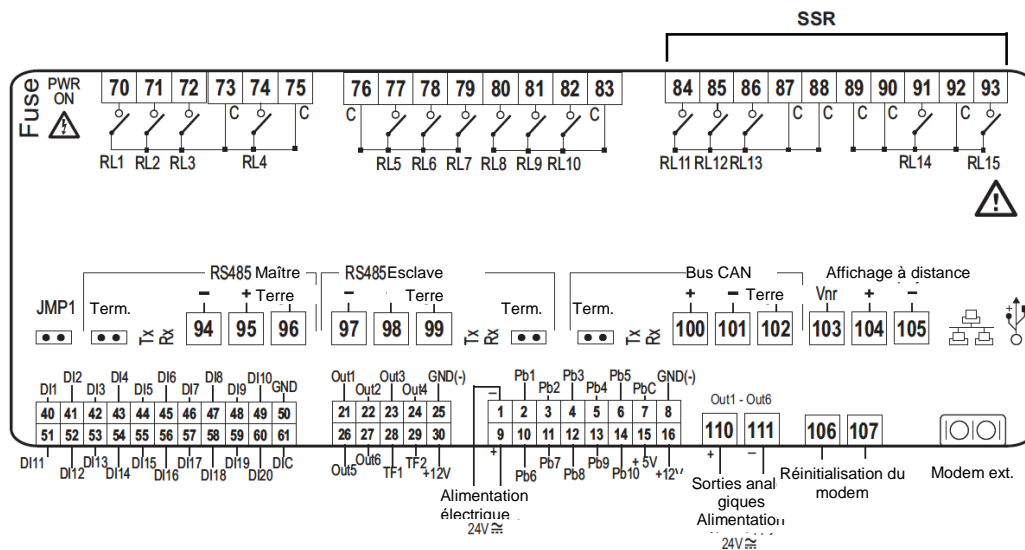 SSR
Fuse
PWR ON
70 71 72 73 74 75
76 77 78 79 80 81 82 83
84 85 86 87 88 89 90 91 92 93
C C
C C
C C C C C
RL1 RL2 RL3 RL4
RL5 RL6 RL7 RL8 RL9 RL10
RL11 RL12 RL13 RL14 RL15
RS485 Maître
RS485 Esclave
Bus CAN
Affichage à distance
JMP1
Term.
Tx
Rx
− + Terre
94 95 96
− Terre
97 98 99
Tx
Rx
Term.
Term.
Tx
Rx
+ − Terre
100 101 102
Vnr + −
103 104 105
DI1 DI2 DI3 DI4 DI5 DI6 DI7 DI8 DI9 DI10 GND
40 41 42 43 44 45 46 47 48 49 50
51 52 53 54 55 56 57 58 59 60 61
DI11 DI12 DI13 DI14 DI15 DI16 DI17 DI18 DI19 DI20 DIC
Out1 Out2 Out3 Out4 GND(-)
21 22 23 24 25
26 27 28 29 30
Out5 Out6 TF1 TF2 +12V
− Pb1 Pb2 Pb3 Pb4 Pb5 PbC GND(-)
1 2 3 4 5 6 7 8
9 10 11 12 13 14 15 16
+ Pb6 Pb7 Pb8 Pb9 Pb10 + 5V +12V
Alimentation
électrique
24V
Out1 - Out6
110 111
+ −
Sorties anal
giques
Alimentation
24V
106 107
Réinitialisation du
modem
Modem ext.